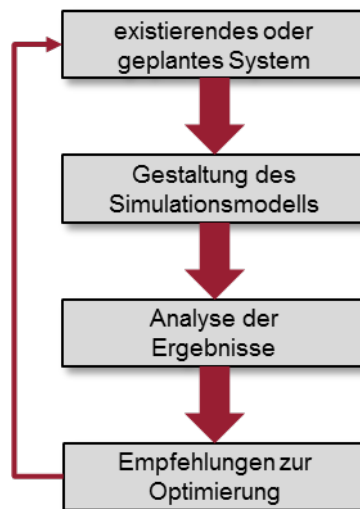 existierendes oder
geplantes System
Gestaltung des
Simulationsmodells
Analyse der
Ergebnisse
Empfehlungen zur
Optimierung